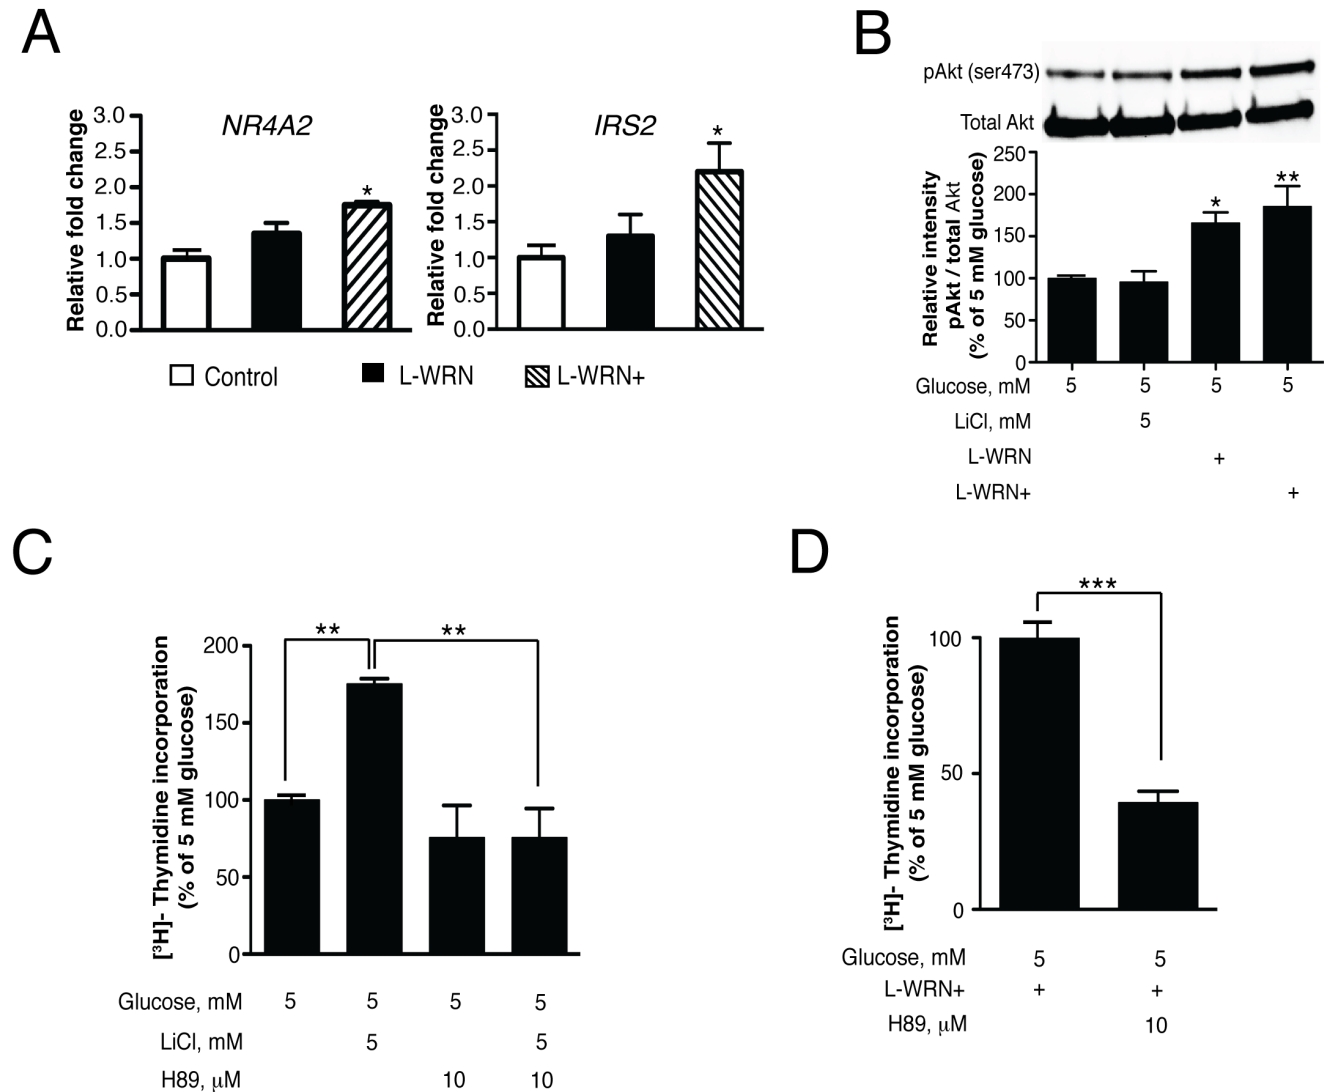 A
NR4A2
Relative fold change
3.0
2.5
2.0
1.5
1.0
0.5
0.0
*
IRS2
Relative fold change
3.0
2.5
2.0
1.5
1.0
0.5
0.0
*
Control
L-WRN
L-WRN+
B
pAkt (ser473)
Total Akt
Relative intensity
pAkt / total Akt
(% of 5 mM glucose)
250
200
150
100
50
0
*
**
Glucose, mM 5 5 5 5
LiCl, mM 5
L-WRN +
L-WRN+ +
C
[³H]- Thymidine incorporation
(% of 5 mM glucose)
200
150
100
50
0
** **
Glucose, mM 5 5 5 5
LiCl, mM 5 5
H89, μM 10 10
D
[³H]- Thymidine incorporation
(% of 5 mM glucose)
100
50
0
***
Glucose, mM 5 5
L-WRN+ + +
H89, μM 10